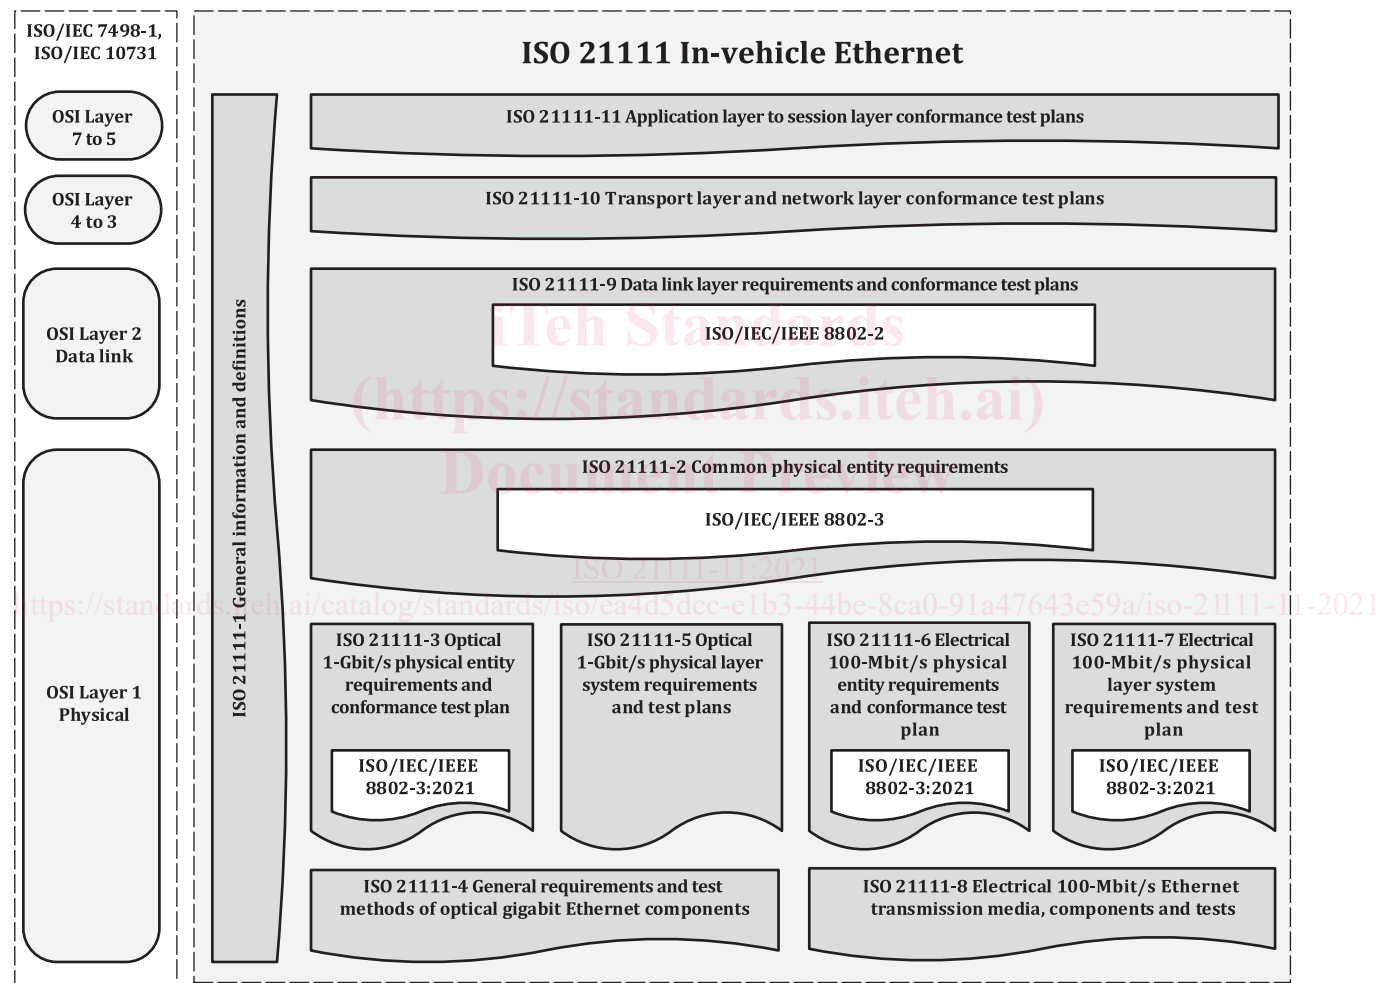 ISO/IEC 7498-1,
ISO/IEC 10731
ISO 21111 In-vehicle Ethernet
OSI Layer
7 to 5
ISO 21111-11 Application layer to session layer conformance test plans
OSI Layer
4 to 3
ISO 21111-10 Transport layer and network layer conformance test plans
OSI Layer 2
Data link
ISO 21111-9 Data link layer requirements and conformance test plans
ISO/IEC/IEEE 8802-2
ISO 21111-1 General information and definitions
OSI Layer 1
Physical
ISO 21111-2 Common physical entity requirements
ISO/IEC/IEEE 8802-3
ISO 21111-3 Optical
1-Gbit/s physical entity
requirements and
conformance test plan
ISO/IEC/IEEE
8802-3:2021
ISO 21111-5 Optical
1-Gbit/s physical layer
system requirements
and test plans
ISO 21111-6 Electrical
100-Mbit/s physical
entity requirements
and conformance test
plan
ISO/IEC/IEEE
8802-3:2021
ISO 21111-7 Electrical
100-Mbit/s physical
layer system
requirements and test
plan
ISO/IEC/IEEE
8802-3:2021
ISO 21111-4 General requirements and test
methods of optical gigabit Ethernet components
ISO 21111-8 Electrical 100-Mbit/s Ethernet
transmission media, components and tests
iTeh Standards
(https://standards.iteh.ai)
Document Preview
ISO 21111-11:2021
https://standards.iteh.ai/catalog/standards/iso/ea4d5dcc-e1b3-44be-8ca0-91a47643e59a/iso-21111-11-2021